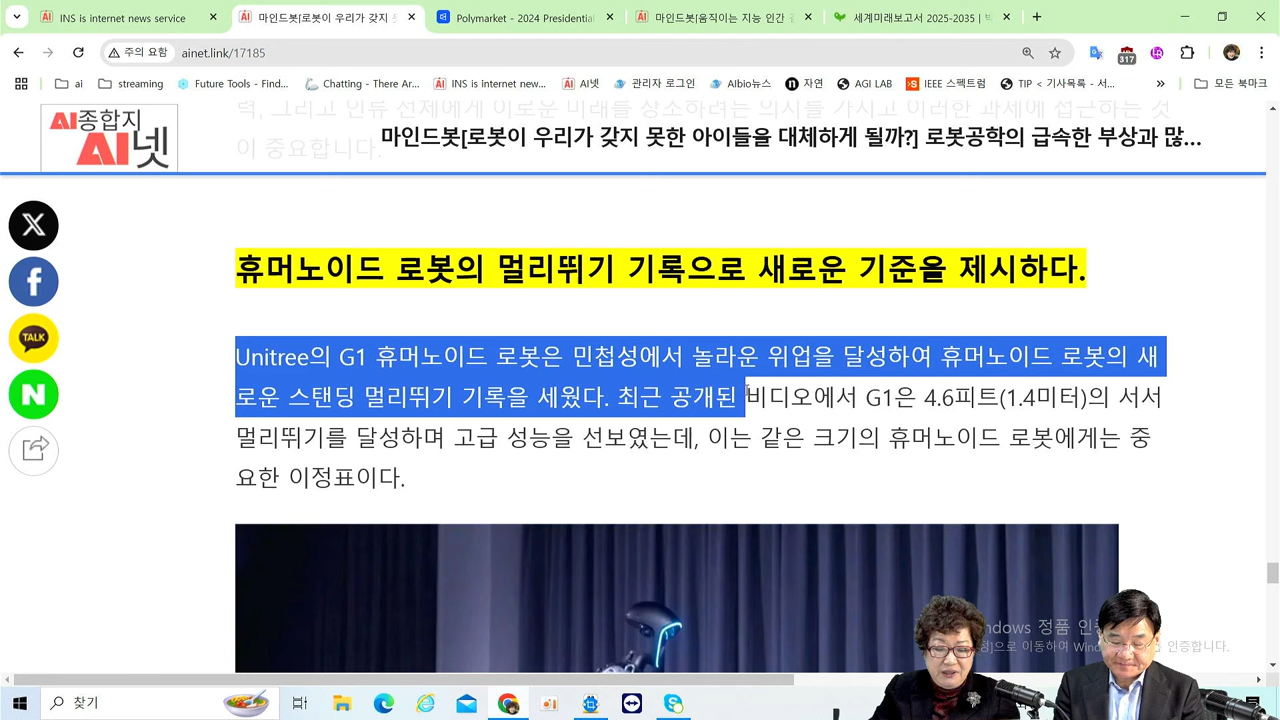 INS is internet news service
마인드봇[로봇이 우리가 갖지
Polymarket - 2024 Presidential
마인드봇[움직이는 지능 인간
세계미래보고서 2025-2035 |
주의 요함
ainet.link/17185
317
ai
streaming
Future Tools - Find...
Chatting - There Ar...
INS is internet new...
AI넷
관리자 로그인
AIbio뉴스
자연
AGI LAB
IEEE 스펙트럼
TIP < 기사목록 - 서...
모든 북마크
이 중요합니다.
AI종합지
AI넷
마인드봇[로봇이 우리가 갖지 못한 아이들을 대체하게 될까?] 로봇공학의 급속한 부상과 많...
TALK
N
휴머노이드 로봇의 멀리뛰기 기록으로 새로운 기준을 제시하다.
Unitree의 G1 휴머노이드 로봇은 민첩성에서 놀라운 위업을 달성하여 휴머노이드 로봇의 새
로운 스탠딩 멀리뛰기 기록을 세웠다. 최근 공개된 비디오에서 G1은 4.6피트(1.4미터)의 서서
멀리뛰기를 달성하며 고급 성능을 선보였는데, 이는 같은 크기의 휴머노이드 로봇에게는 중
요한 이정표이다.
정품
으로 이동하여
인증합니다.
찾기